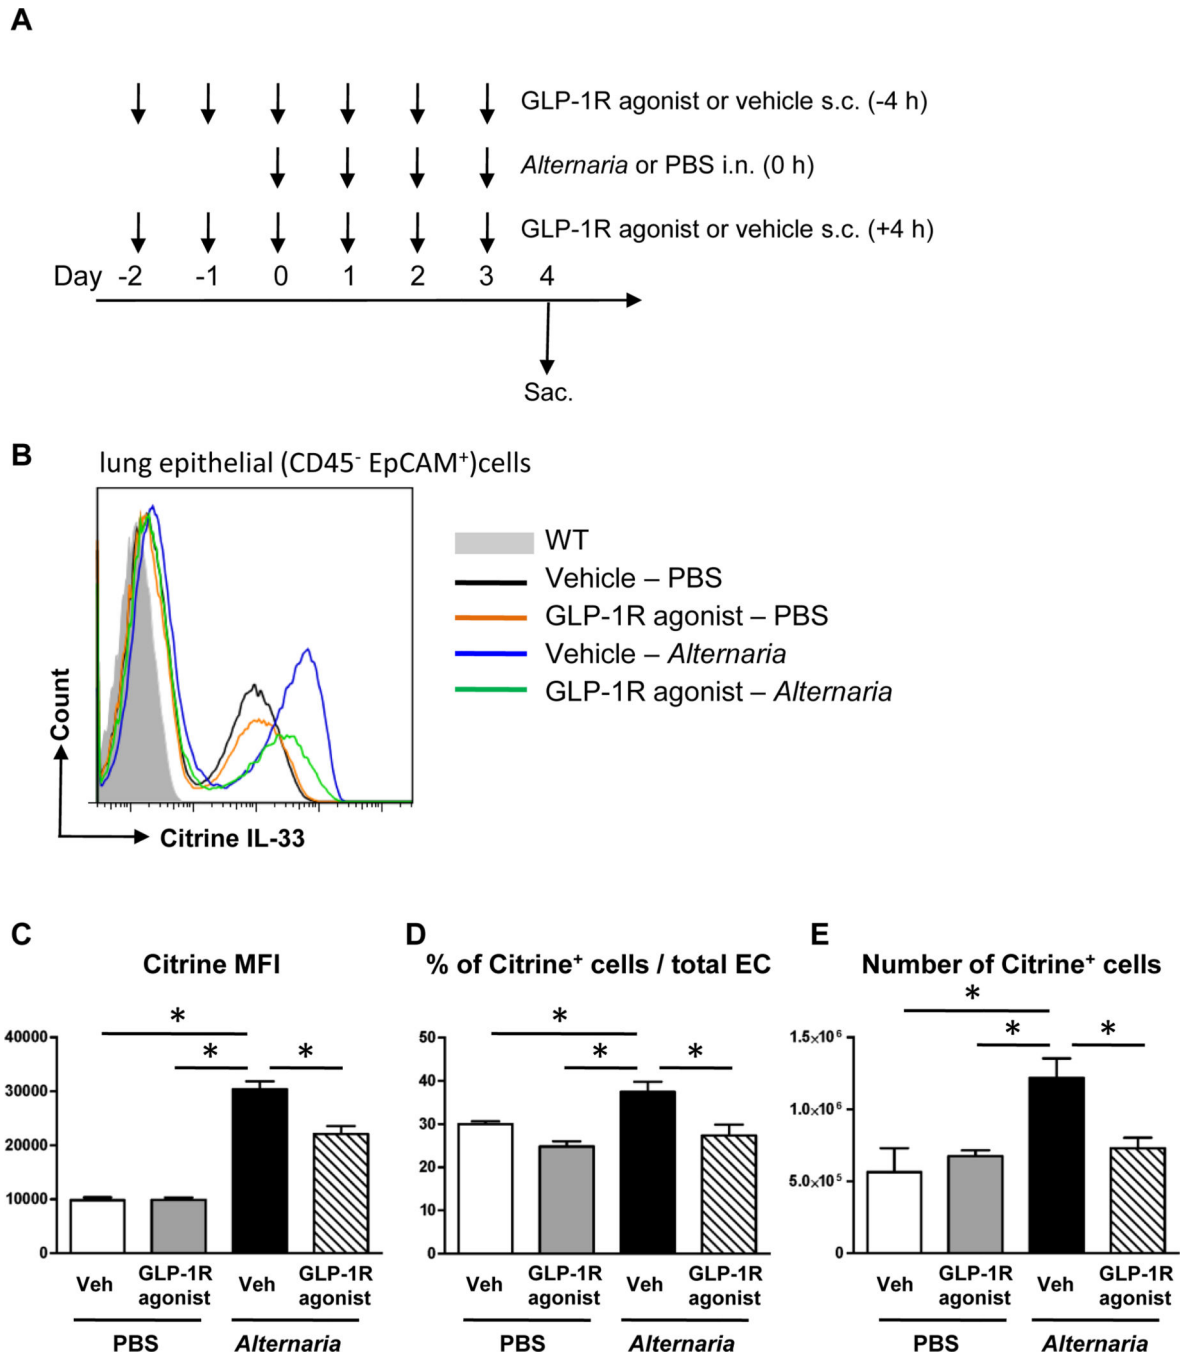 A
GLP-1R agonist or vehicle s.c. (-4 h)
Alternaria or PBS i.n. (0 h)
GLP-1R agonist or vehicle s.c. (+4 h)
Day -2 -1 0 1 2 3 4
Sac.
B
lung epithelial (CD45⁻ EpCAM⁺)cells
WT
Vehicle – PBS
GLP-1R agonist – PBS
Vehicle – Alternaria
GLP-1R agonist – Alternaria
Count
Citrine IL-33
C
Citrine MFI
* 
* *
40000
30000
20000
10000
0
Veh GLP-1R agonist Veh GLP-1R agonist
PBS Alternaria
D
% of Citrine⁺ cells / total EC
*
* *
50
40
30
20
10
0
Veh GLP-1R agonist Veh GLP-1R agonist
PBS Alternaria
E
Number of Citrine⁺ cells
*
* *
1.5×10⁶
1.0×10⁶
5.0×10⁵
0
Veh GLP-1R agonist Veh GLP-1R agonist
PBS Alternaria